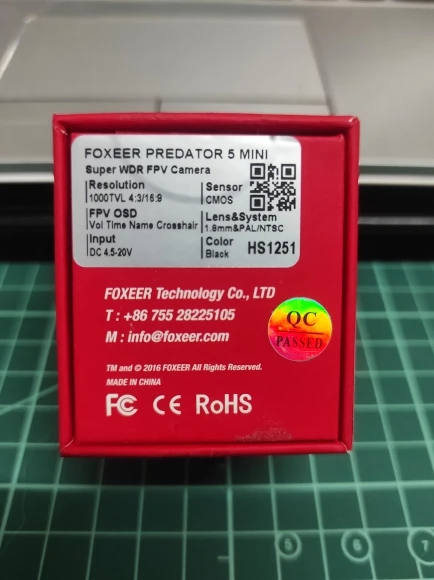 FOXEER PREDATOR 5 MINI
Super WDR FPV Camera
Resolution
1000TVL 4:3/16:9
Sensor
CMOS
FPV OSD
Vol Time Name Crosshair
Lens&System
1.8mm&PAL/NTSC
Input
DC 4.5-20V
Color
Black
HS1251
FOXEER Technology Co., LTD
T : +86 755 28225105
M : info@foxeer.com
QC
PASSED
TM and © 2016 FOXEER All Rights Reserved.
MADE IN CHINA
FC CE RoHS
5 6 7